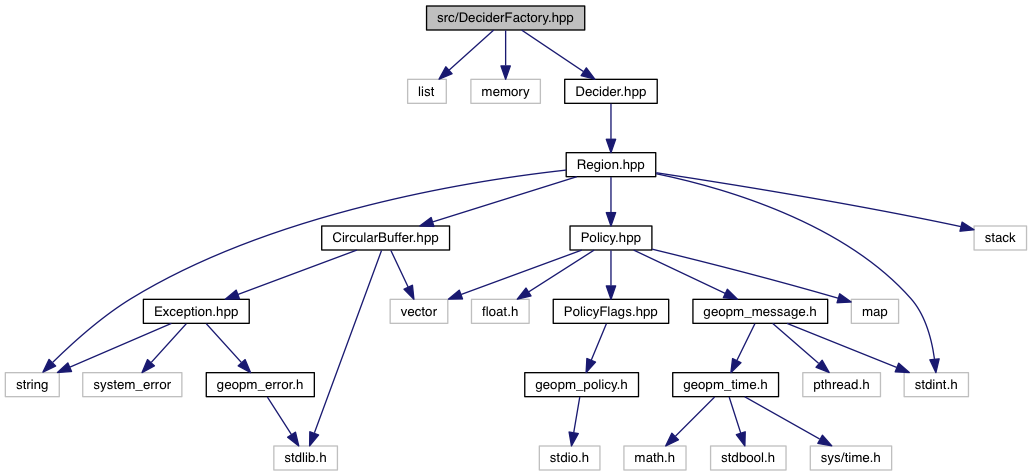 src/DeciderFactory.hpp
list
memory
Decider.hpp
Region.hpp
CircularBuffer.hpp
Policy.hpp
stack
Exception.hpp
vector
float.h
PolicyFlags.hpp
geopm_message.h
map
string
system_error
geopm_error.h
geopm_policy.h
geopm_time.h
pthread.h
stdint.h
stdlib.h
stdio.h
math.h
stdbool.h
sys/time.h